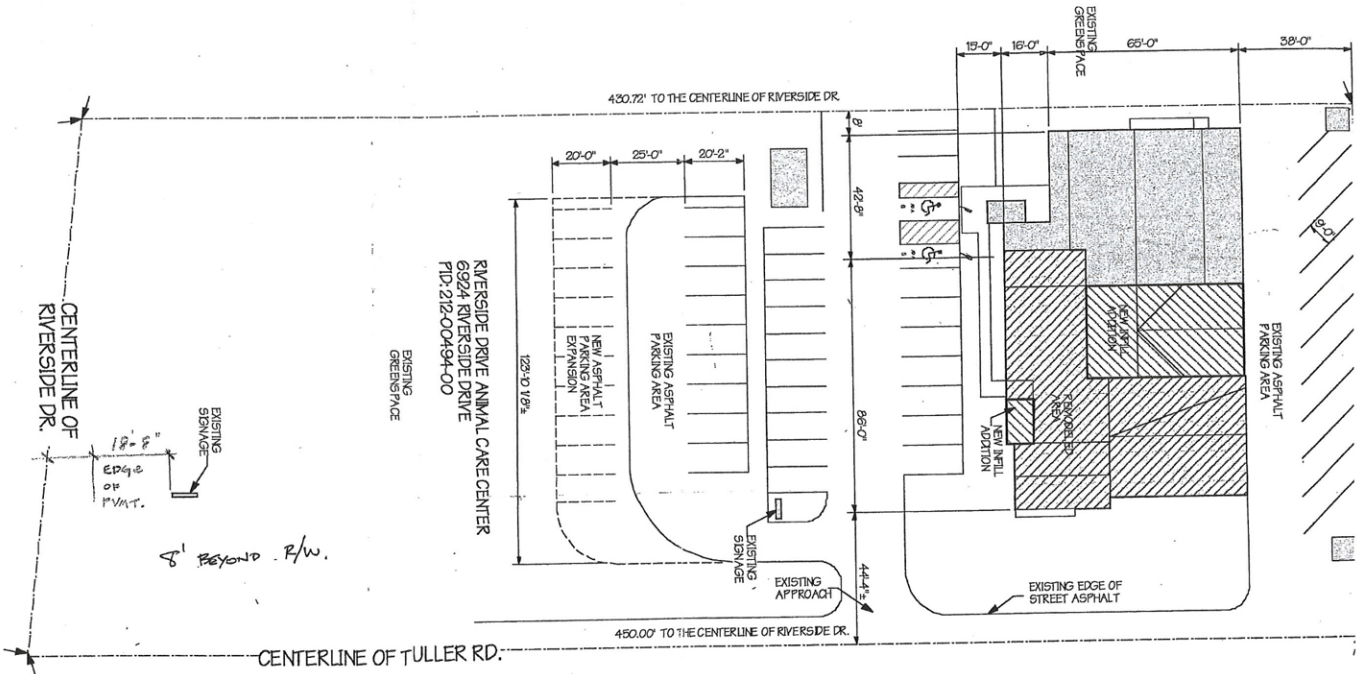 EXISTING
GREENSPACE
15'-0"
16'-0"
65'-0"
38'-0"
430.72' TO THE CENTERLINE OF RIVERSIDE DR.
8'
20'-0"
25'-0"
20'-2"
42'-8"
9'-0"
RIVERSIDE DRIVE ANIMAL CARE CENTER
6924 RIVERSIDE DRIVE
PID: 212-00494-00
123'-10 1/8"±
NEW ASPHALT
PARKING AREA
EXPANSION
EXISTING ASPHALT
PARKING AREA
86'-0"
NEW INFILL
ADDITION
EXISTING ASPHALT
PARKING AREA
REMODELED
AREA
NEW INFILL
ADDITION
CENTERLINE OF
RIVERSIDE DR.
EXISTING
GREENSPACE
EXISTING
SIGNAGE
18'-8"
EDGE
OF
PVMT.
8' BEYOND R/W.
EXISTING
SIGNAGE
EXISTING
APPROACH
44'-4"±
EXISTING EDGE OF
STREET ASPHALT
450.00' TO THE CENTERLINE OF RIVERSIDE DR.
CENTERLINE OF TULLER RD.